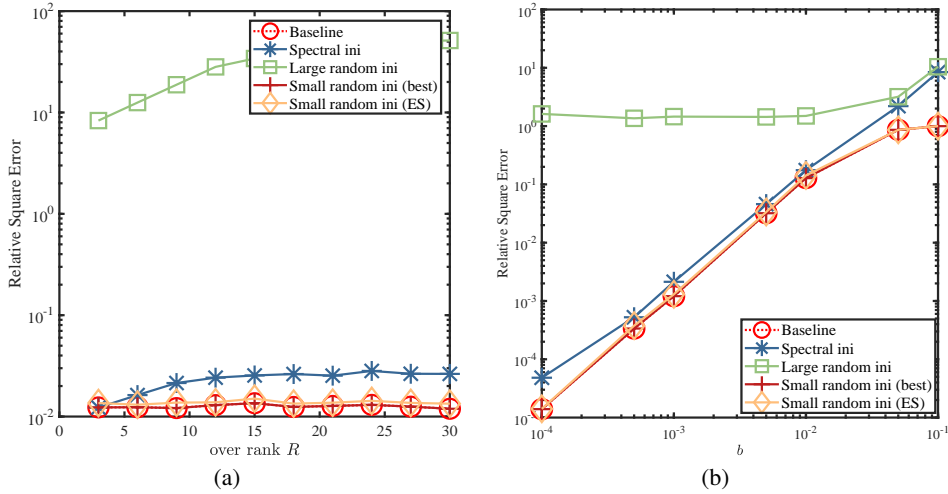 10^2
10^1
10^0
10^-1
10^-2
Relative Square Error
0 5 10 15 20 25 30
over rank R
Baseline
Spectral ini
Large random ini
Small random ini (best)
Small random ini (ES)
(a)
10^2
10^1
10^0
10^-1
10^-2
10^-3
10^-4
10^-5
Relative Square Error
10^-4 10^-3 10^-2 10^-1
b
Baseline
Spectral ini
Large random ini
Small random ini (best)
Small random ini (ES)
(b)